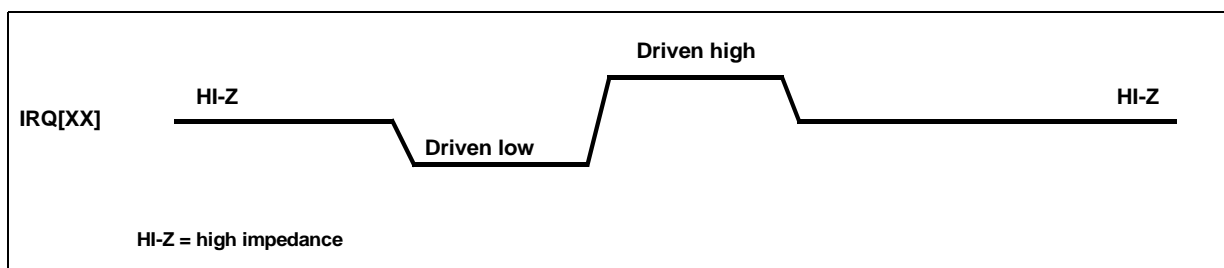 Driven high
HI-Z
HI-Z
IRQ[XX]
Driven low
HI-Z = high impedance